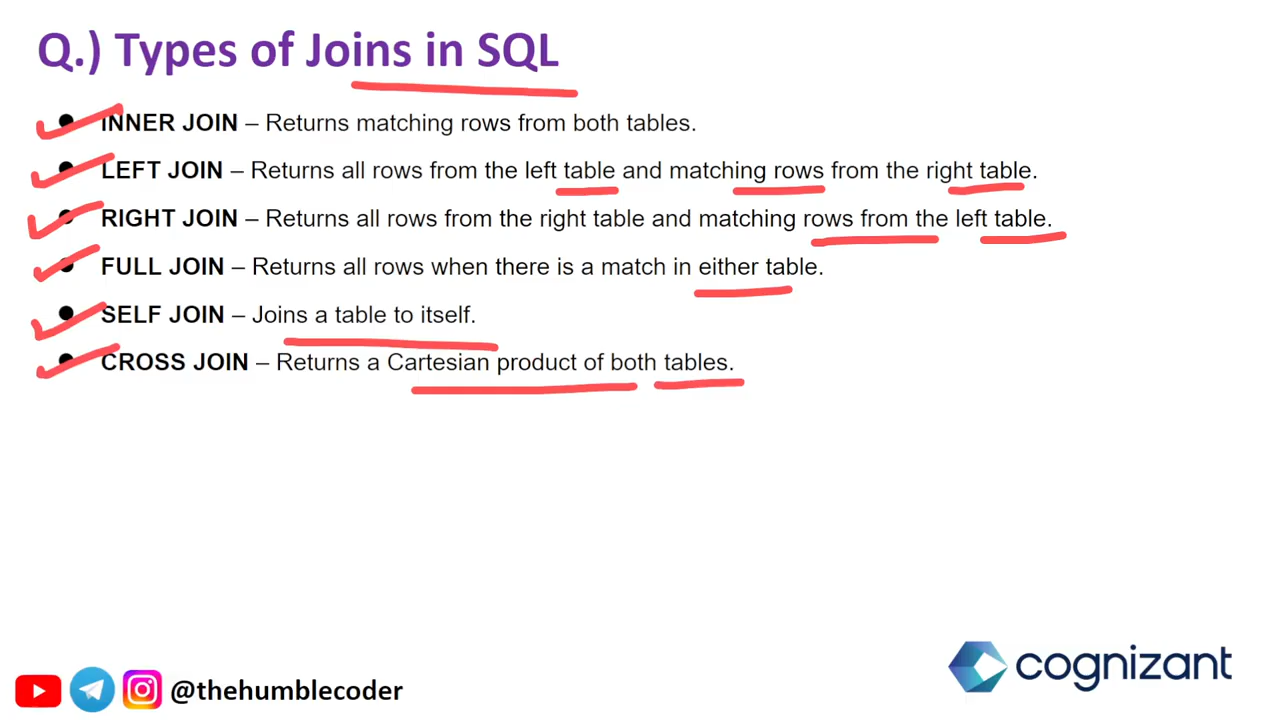 Q.) Types of Joins in SQL
● INNER JOIN – Returns matching rows from both tables.
● LEFT JOIN – Returns all rows from the left table and matching rows from the right table.
● RIGHT JOIN – Returns all rows from the right table and matching rows from the left table.
● FULL JOIN – Returns all rows when there is a match in either table.
● SELF JOIN – Joins a table to itself.
● CROSS JOIN – Returns a Cartesian product of both tables.
cognizant
@thehumblecoder